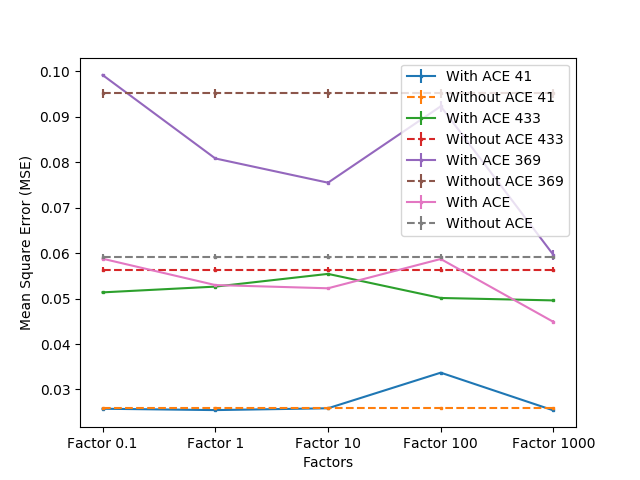 0.10
0.09
0.08
0.07
0.06
0.05
0.04
0.03
Mean Square Error (MSE)
With ACE 41
Without ACE 41
With ACE 433
Without ACE 433
With ACE 369
Without ACE 369
With ACE
Without ACE
Factor 0.1 Factor 1 Factor 10 Factor 100 Factor 1000
Factors